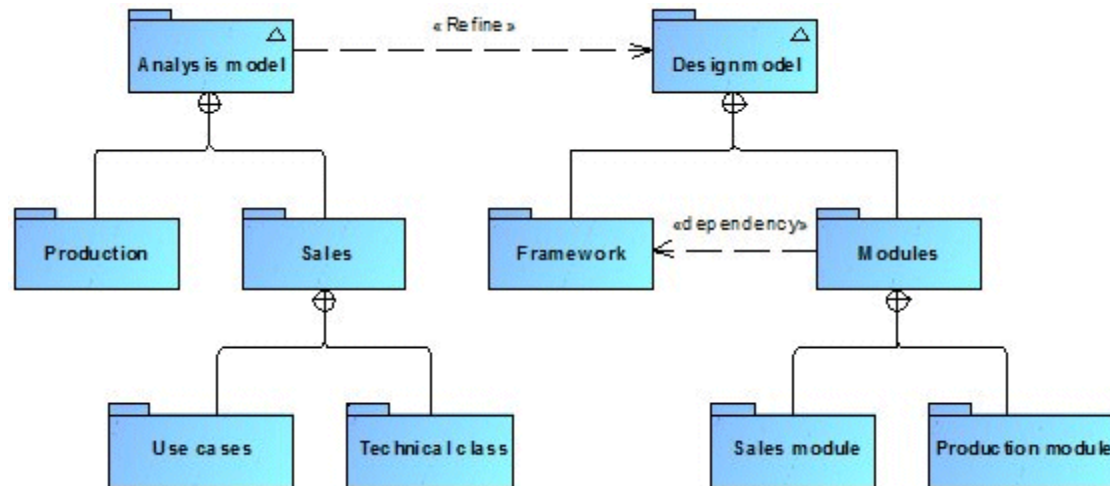 «Refine»
Analysis model
Designmodel
«dependency»
Production
Sales
Framework
Modules
Use cases
Technical class
Sales module
Production module